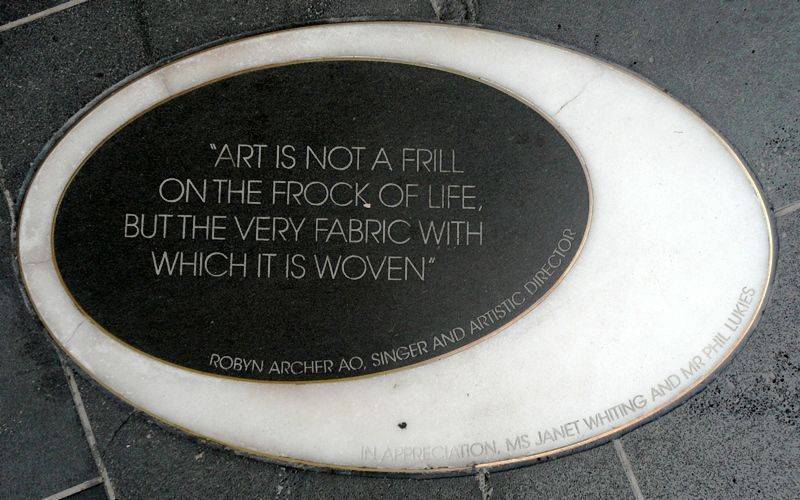 "ART IS NOT A FRILL
ON THE FROCK OF LIFE,
BUT THE VERY FABRIC WITH
WHICH IT IS WOVEN"
ROBYN ARCHER AO, SINGER AND ARTISTIC DIRECTOR
IN APPRECIATION, MS JANET WHITING AND MR PHIL LUKIES